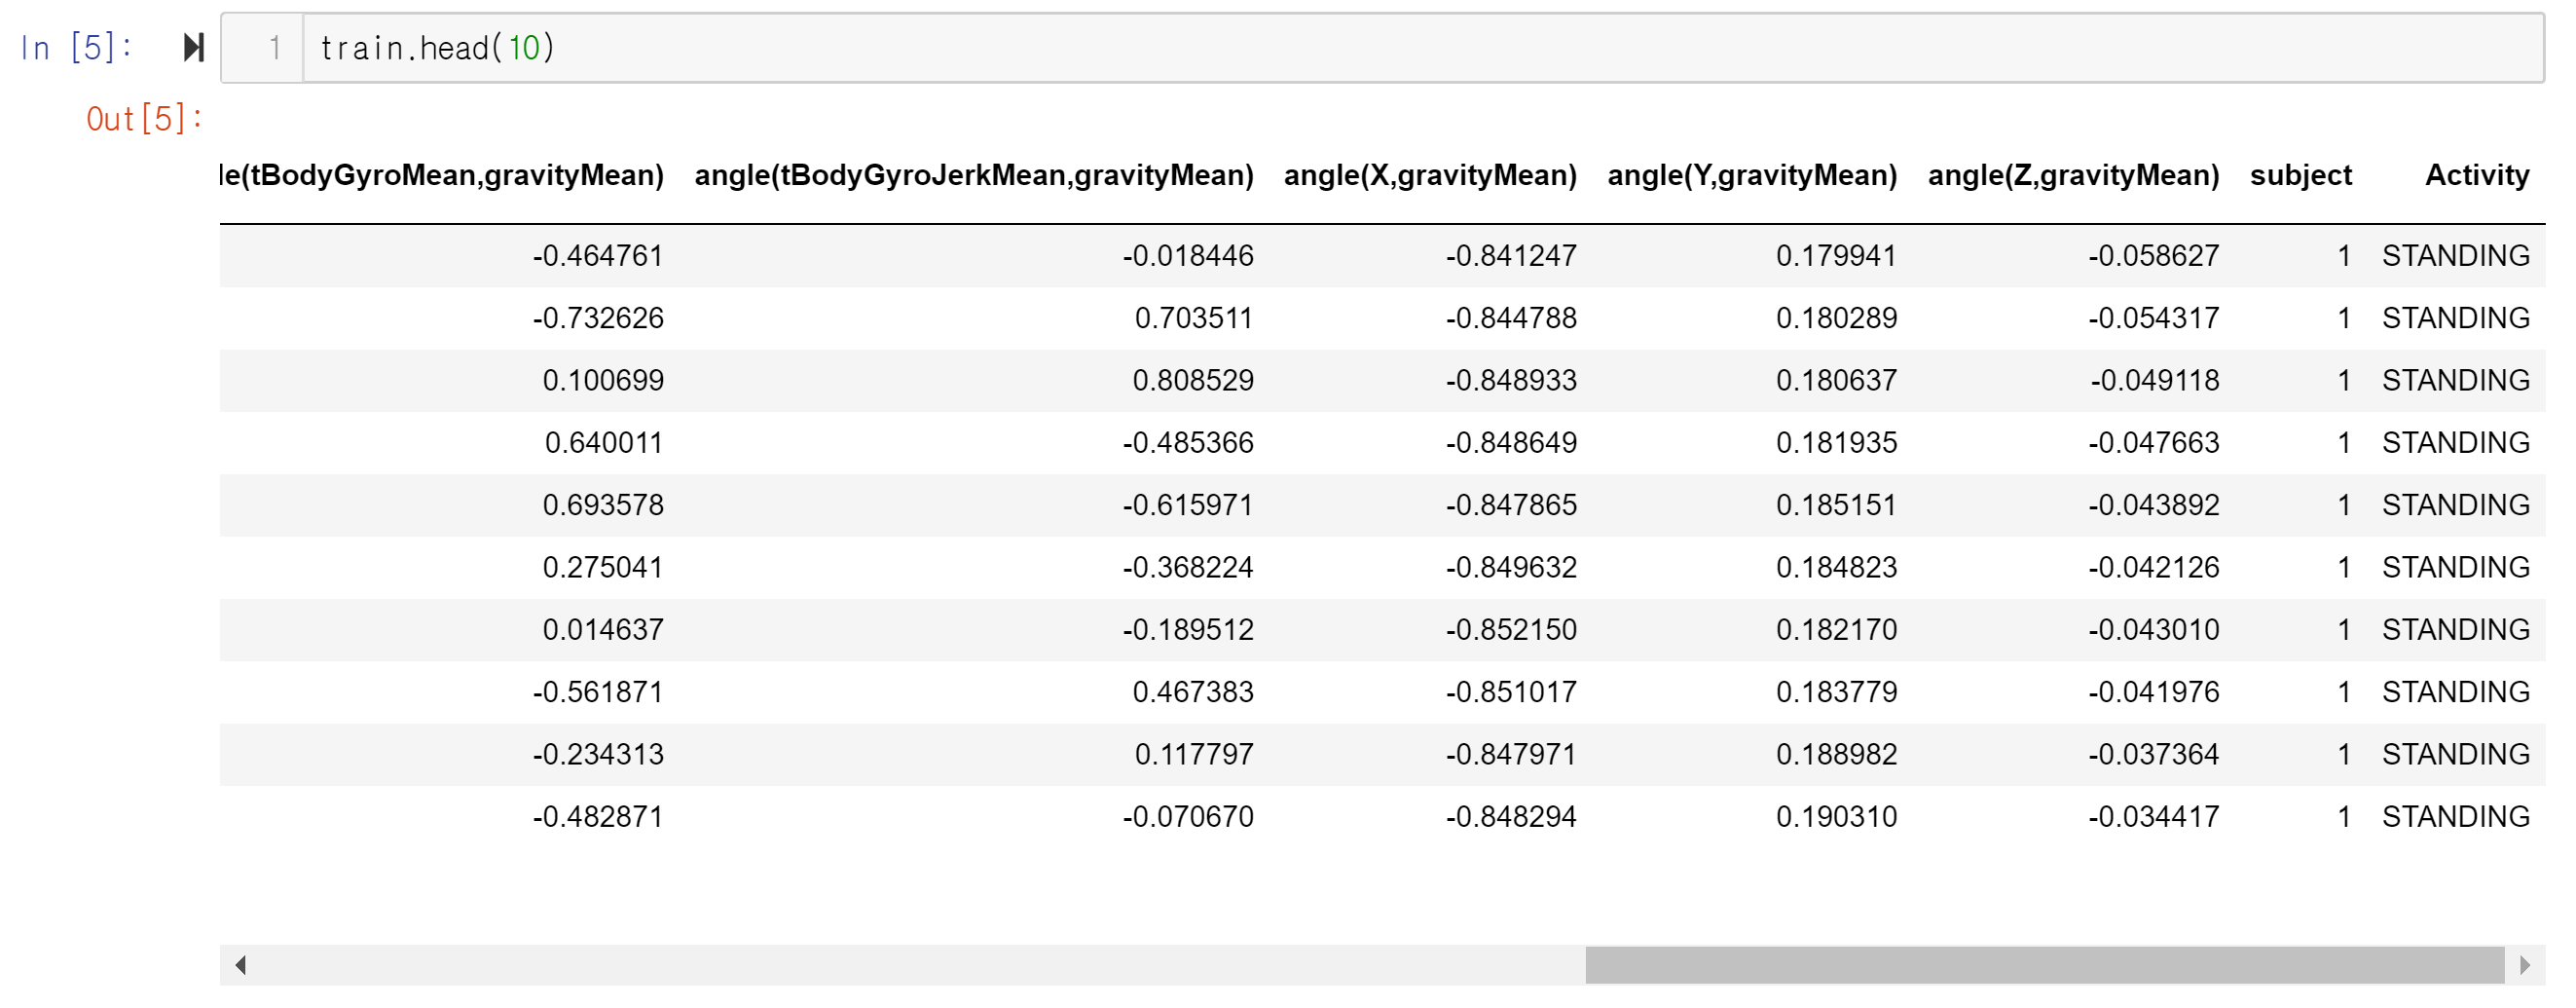 In [5]: 1 train.head(10)
Out[5]:
le(tBodyGyroMean,gravityMean) angle(tBodyGyroJerkMean,gravityMean) angle(X,gravityMean) angle(Y,gravityMean) angle(Z,gravityMean) subject Activity
-0.464761 -0.018446 -0.841247 0.179941 -0.058627 1 STANDING
-0.732626 0.703511 -0.844788 0.180289 -0.054317 1 STANDING
0.100699 0.808529 -0.848933 0.180637 -0.049118 1 STANDING
0.640011 -0.485366 -0.848649 0.181935 -0.047663 1 STANDING
0.693578 -0.615971 -0.847865 0.185151 -0.043892 1 STANDING
0.275041 -0.368224 -0.849632 0.184823 -0.042126 1 STANDING
0.014637 -0.189512 -0.852150 0.182170 -0.043010 1 STANDING
-0.561871 0.467383 -0.851017 0.183779 -0.041976 1 STANDING
-0.234313 0.117797 -0.847971 0.188982 -0.037364 1 STANDING
-0.482871 -0.070670 -0.848294 0.190310 -0.034417 1 STANDING